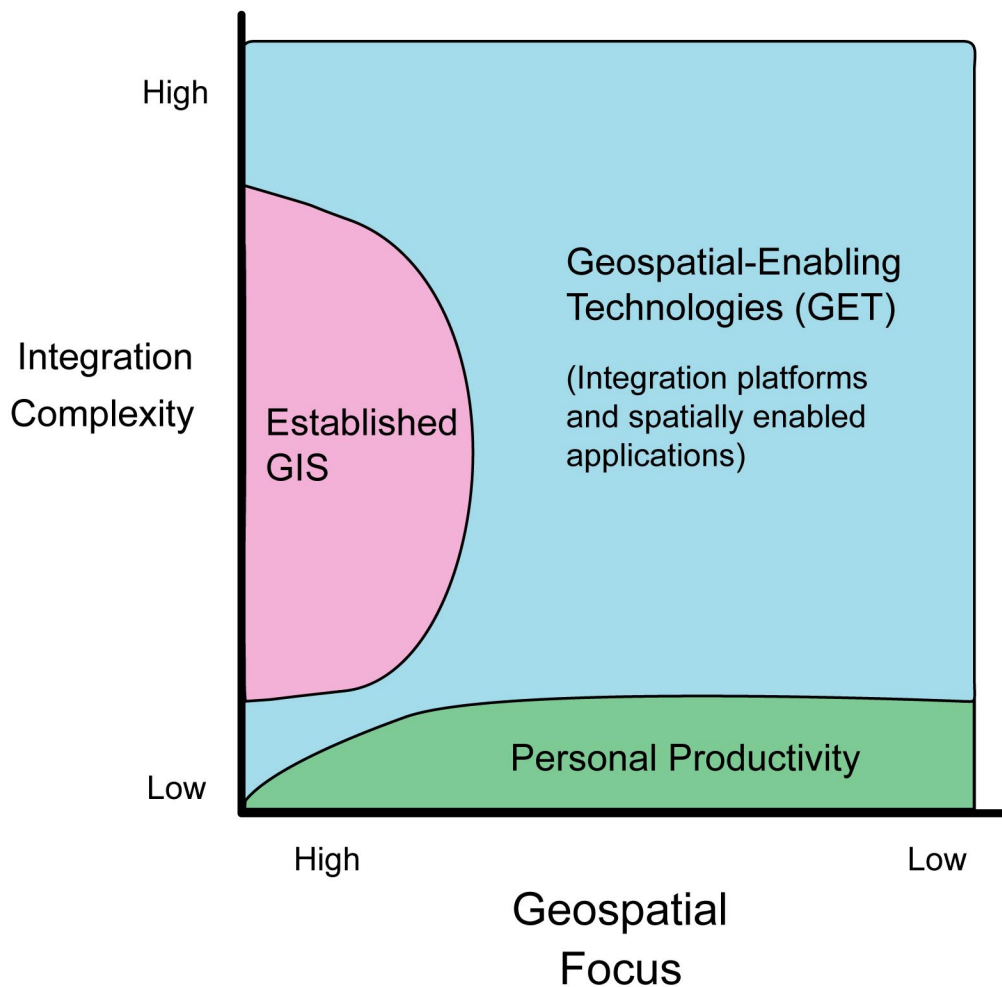 High
Integration
Complexity
Low
Established
GIS
Geospatial-Enabling
Technologies (GET)
(Integration platforms
and spatially enabled
applications)
Personal Productivity
High
Low
Geospatial
Focus